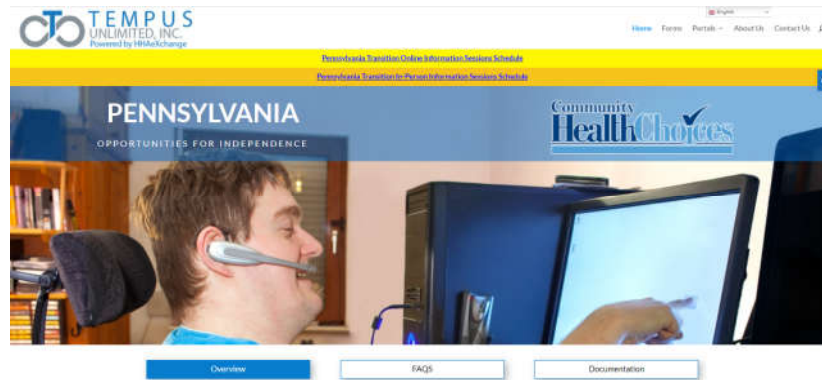 TEMPUS
UNLIMITED, INC.
Powered by HHAeXchange
English
Home Forms Portals About Us Contact Us
Pennsylvania Transition Online Information Sessions Schedule
Pennsylvania Transition In-Person Information Sessions Schedule
PENNSYLVANIA
OPPORTUNITIES FOR INDEPENDENCE
Community
HealthChoices
Overview FAQS Documentation